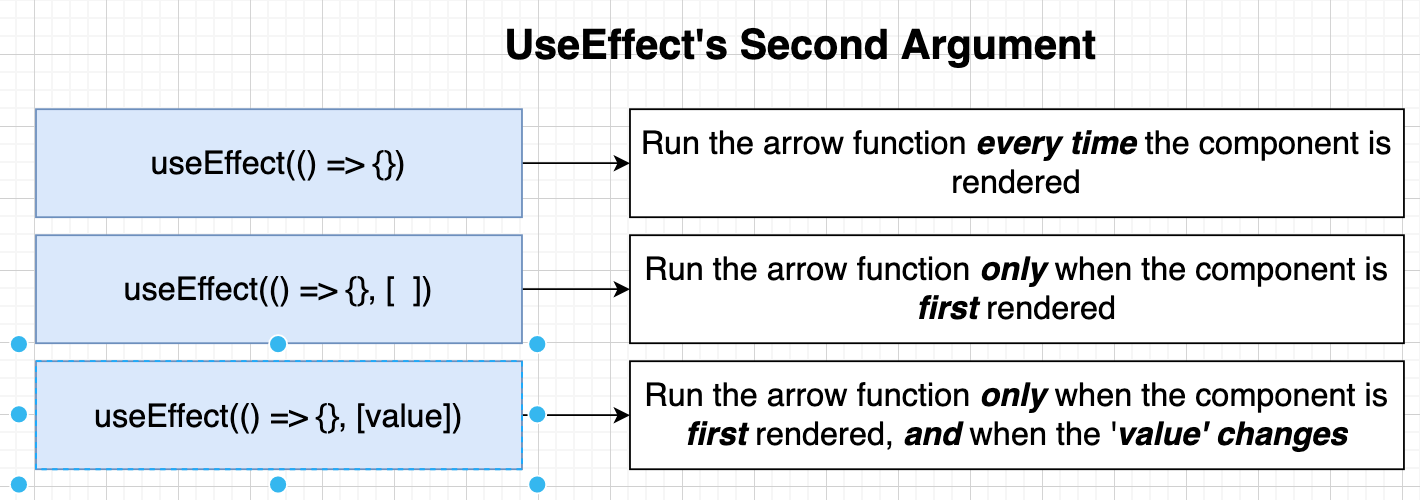 UseEffect's Second Argument
useEffect(() => {})
Run the arrow function every time the component is
rendered
useEffect(() => {}, [  ])
Run the arrow function only when the component is
first rendered
useEffect(() => {}, [value])
Run the arrow function only when the component is
first rendered, and when the 'value' changes